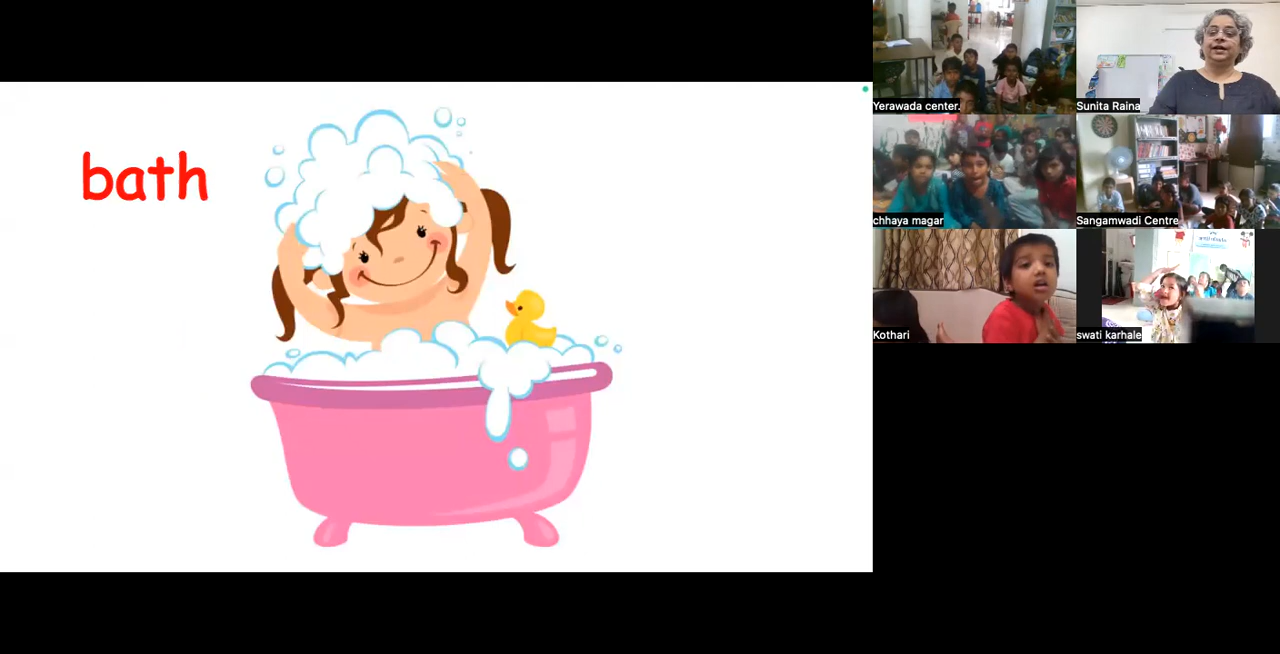 bath
Yerawada center.
Sunita Raina
chhaya magar
Sangamwadi Centre
Kothari
swati karhale